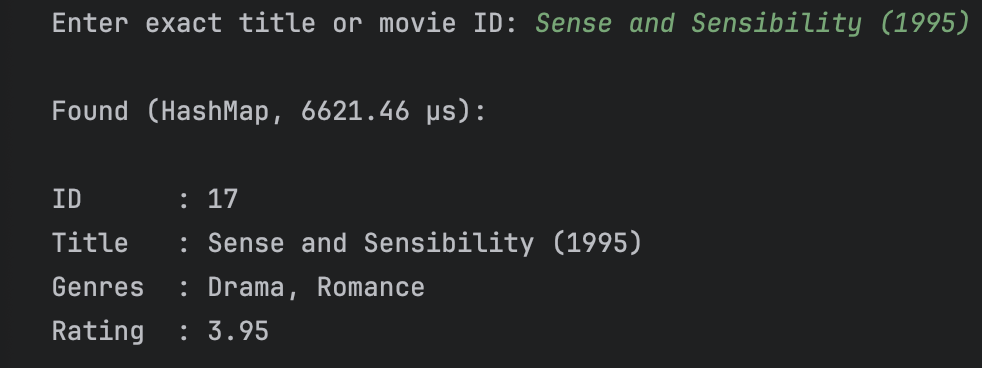 Enter exact title or movie ID: Sense and Sensibility (1995)
Found (HashMap, 6621.46 µs):
ID      : 17
Title   : Sense and Sensibility (1995)
Genres  : Drama, Romance
Rating  : 3.95